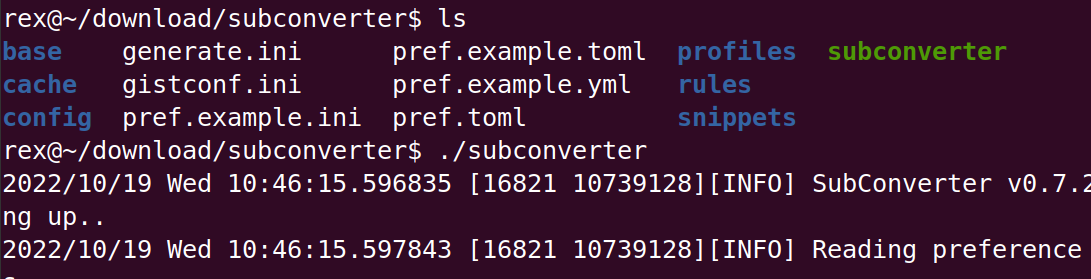 rex@~/download/subconverter$ ls
base generate.ini pref.example.toml profiles subconverter
cache gistconf.ini pref.example.yml rules
config pref.example.ini pref.toml snippets
rex@~/download/subconverter$ ./subconverter
2022/10/19 Wed 10:46:15.596835 [16821 10739128][INFO] SubConverter v0.7.2
ng up..
2022/10/19 Wed 10:46:15.597843 [16821 10739128][INFO] Reading preference